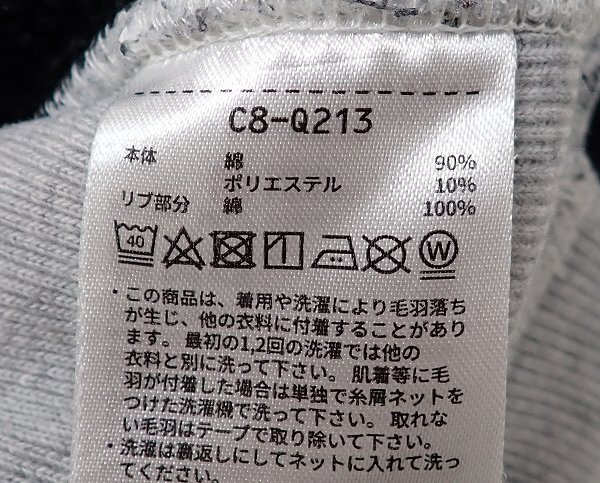 C8-Q213
本体 綿 90%
ポリエステル 10%
リブ部分 綿 100%
40 W
・この商品は、着用や洗濯により毛羽落ち
が生じ、他の衣料に付着することがあり
ます。最初の1,2回の洗濯では他の
衣料と別に洗って下さい。肌着等に毛
羽が付着した場合は単独で糸屑ネットを
つけた洗濯機で洗って下さい。取れな
い毛羽はテープで取り除いて下さい。
・洗濯は裏返しにしてネットに入れて洗っ
てください。